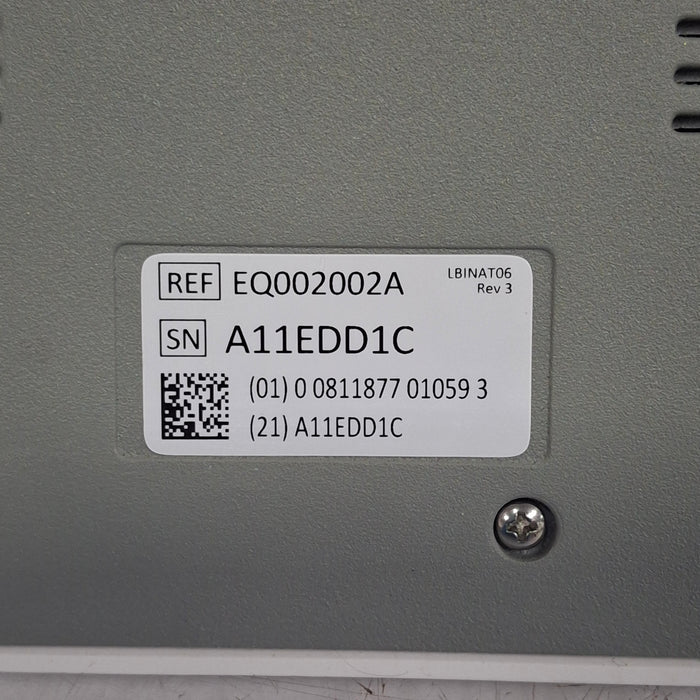 REF EQ002002A
LBINAT06
Rev 3
SN A11EDD1C
(01) 0 0811877 01059 3
(21) A11EDD1C